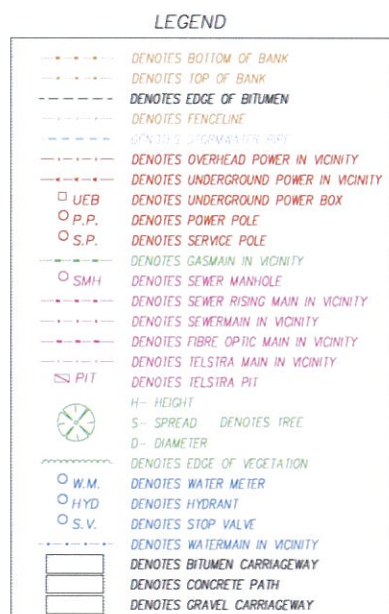 LEGEND
DENOTES BOTTOM OF BANK
DENOTES TOP OF BANK
DENOTES EDGE OF BITUMEN
DENOTES FENCELINE
DENOTES STORMWATER PIPE
DENOTES OVERHEAD POWER IN VICINITY
DENOTES UNDERGROUND POWER IN VICINITY
UEB DENOTES UNDERGROUND POWER BOX
P.P. DENOTES POWER POLE
S.P. DENOTES SERVICE POLE
DENOTES GASMAIN IN VICINITY
SMH DENOTES SEWER MANHOLE
DENOTES SEWER RISING MAIN IN VICINITY
DENOTES SEWERMAIN IN VICINITY
DENOTES FIBRE OPTIC MAIN IN VICINITY
DENOTES TELSTRA MAIN IN VICINITY
PIT DENOTES TELSTRA PIT
H- HEIGHT
S- SPREAD DENOTES TREE
D- DIAMETER
DENOTES EDGE OF VEGETATION
W.M. DENOTES WATER METER
HYD DENOTES HYDRANT
S.V. DENOTES STOP VALVE
DENOTES WATERMAIN IN VICINITY
DENOTES BITUMEN CARRIAGEWAY
DENOTES CONCRETE PATH
DENOTES GRAVEL CARRIAGEWAY